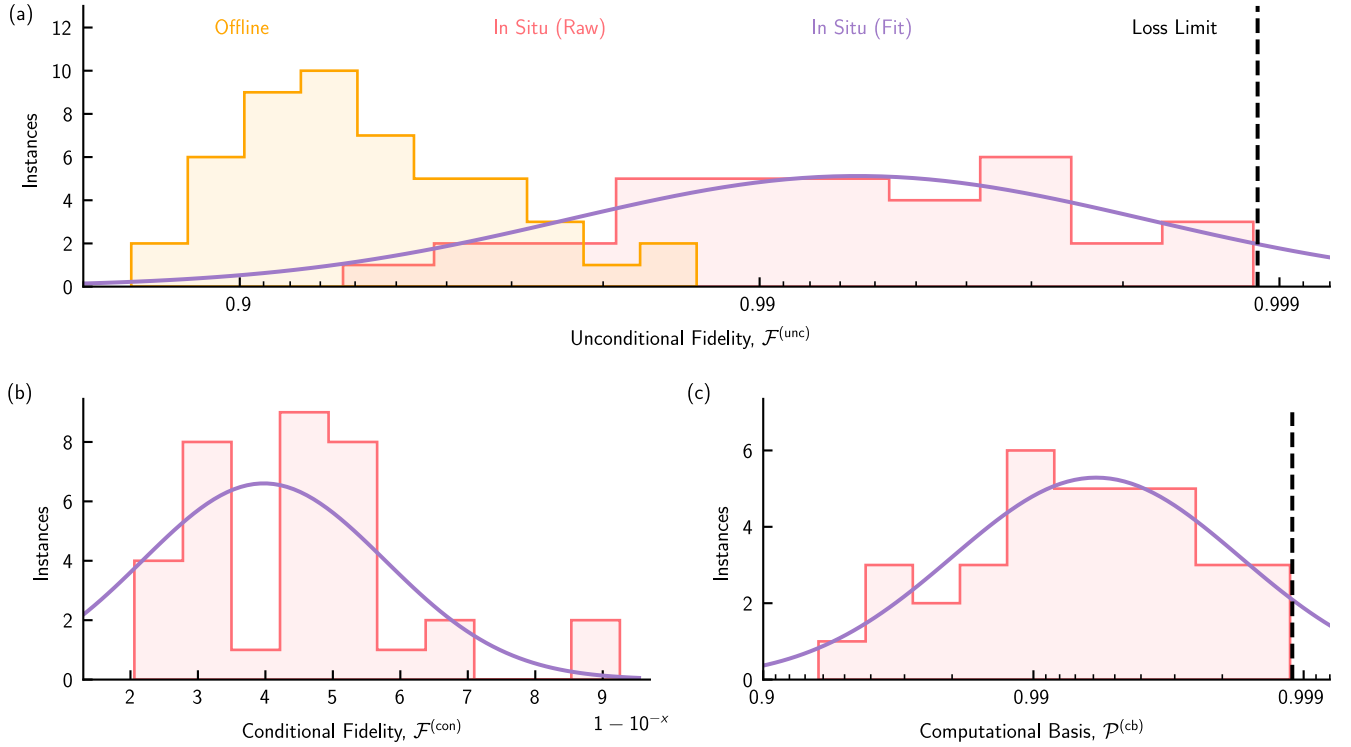 (a)
Offline
In Situ (Raw)
In Situ (Fit)
Loss Limit
Instances
12
10
8
6
4
2
0
0.9
0.99
0.999
Unconditional Fidelity, ℱ^(unc)
(b)
Instances
8
6
4
2
0
2 3 4 5 6 7 8 9
Conditional Fidelity, ℱ^(con)
1 − 10^−x
(c)
Instances
6
4
2
0
0.9
0.99
0.999
Computational Basis, 𝒫^(cb)